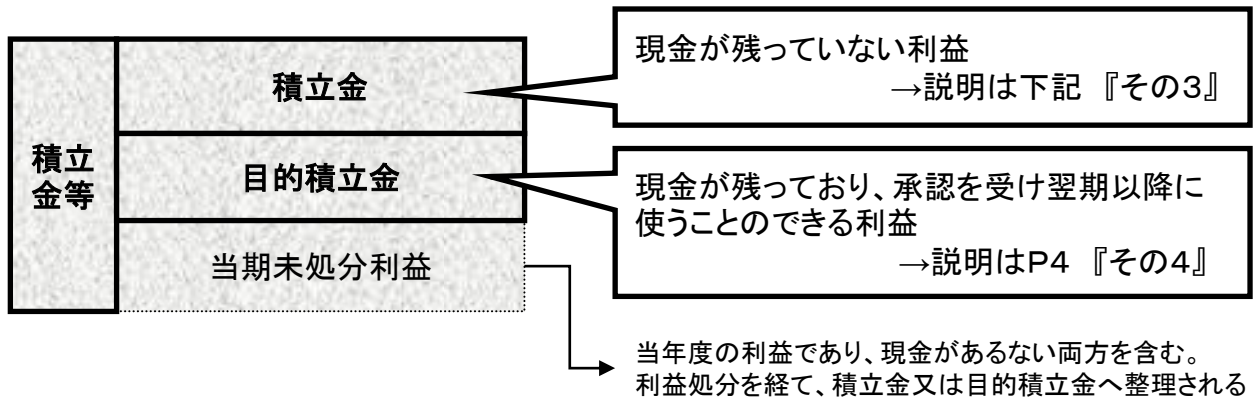 積立
金等
積立金
目的積立金
当期未処分利益
現金が残っていない利益
→説明は下記 『その3』
現金が残っており、承認を受け翌期以降に
使うことのできる利益
→説明はP4 『その4』
当年度の利益であり、現金があるない両方を含む。
利益処分を経て、積立金又は目的積立金へ整理される